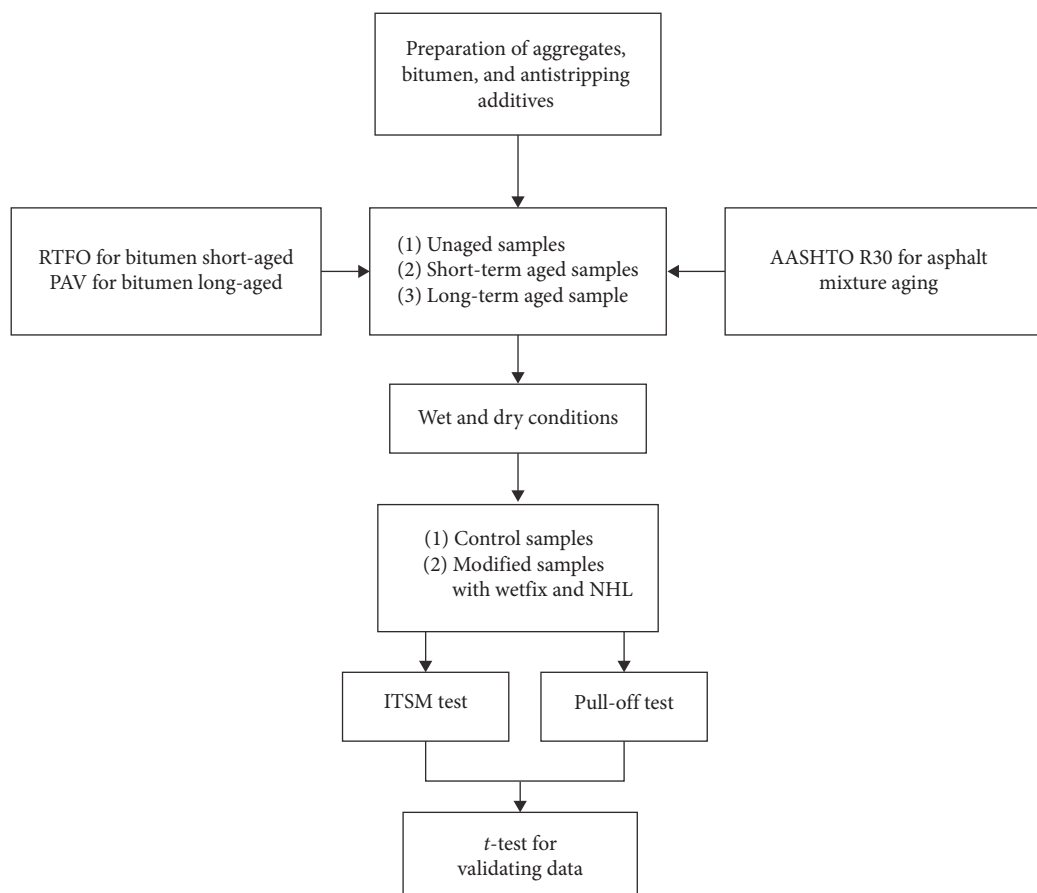 Preparation of aggregates,
bitumen, and antistripping
additives
RTFO for bitumen short-aged
PAV for bitumen long-aged
(1) Unaged samples
(2) Short-term aged samples
(3) Long-term aged sample
AASHTO R30 for asphalt
mixture aging
Wet and dry conditions
(1) Control samples
(2) Modified samples
with wetfix and NHL
ITSM test
Pull-off test
t-test for
validating data